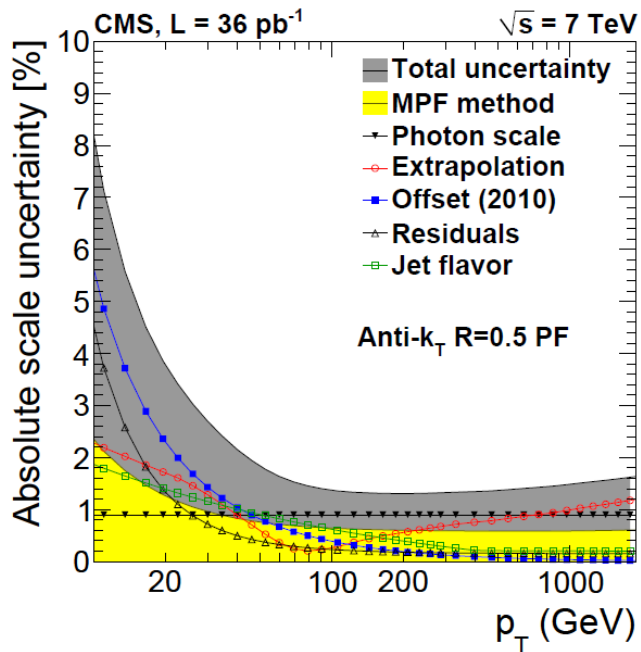 CMS, L = 36 pb⁻¹ √s = 7 TeV
Absolute scale uncertainty [%]
10
9
8
7
6
5
4
3
2
1
0
Total uncertainty
MPF method
Photon scale
Extrapolation
Offset (2010)
Residuals
Jet flavor
Anti-k_T R=0.5 PF
20 100 200 1000
p_T (GeV)